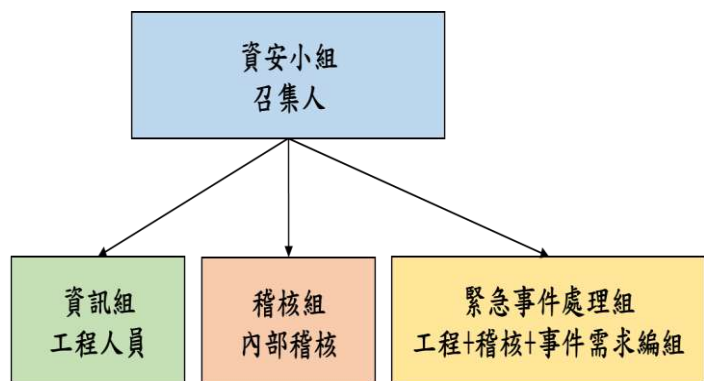 資安小組
召集人
資訊組
工程人員
稽核組
內部稽核
緊急事件處理組
工程+稽核+事件需求編組